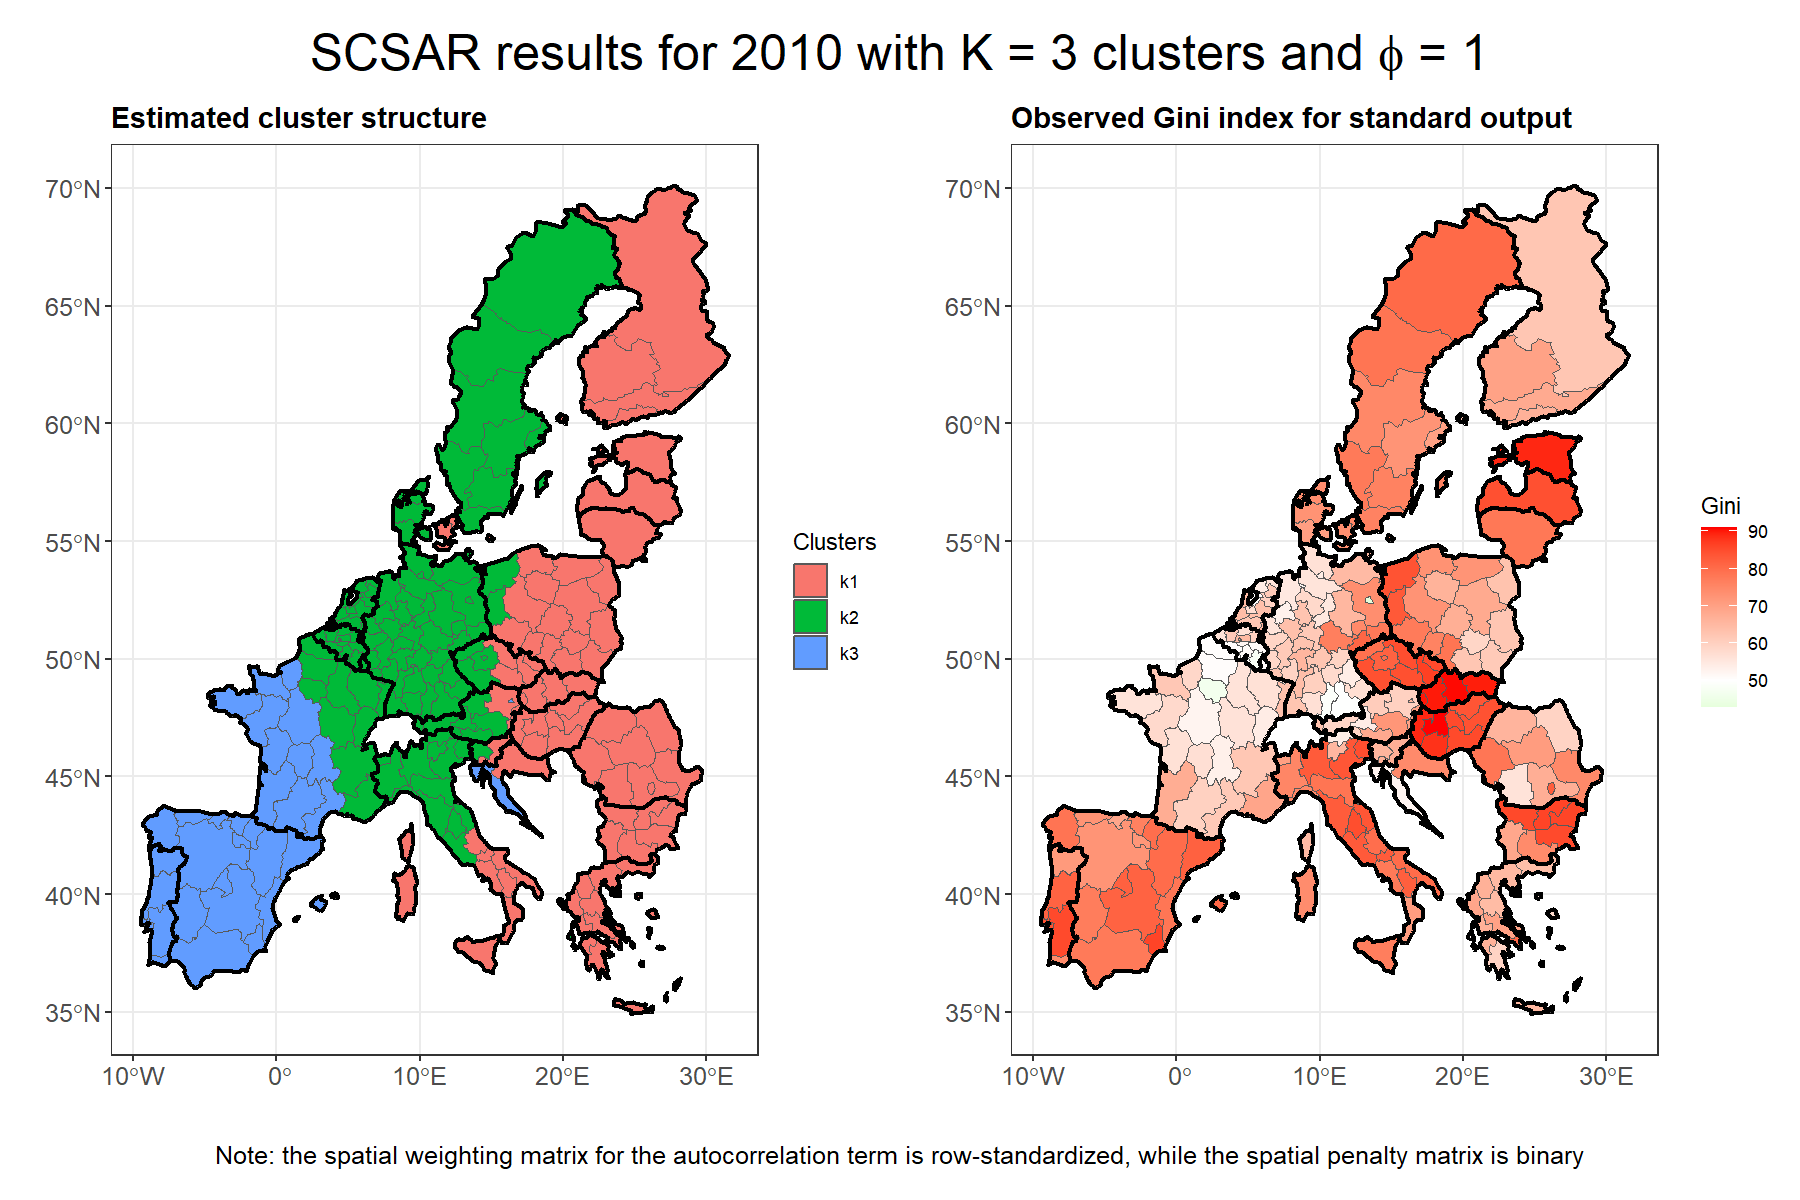 SCSAR results for 2010 with K = 3 clusters and ϕ = 1
Estimated cluster structure
70°N
65°N
60°N
55°N
50°N
45°N
40°N
35°N
10°W 0° 10°E 20°E 30°E
Clusters
k1
k2
k3
Observed Gini index for standard output
70°N
65°N
60°N
55°N
50°N
45°N
40°N
35°N
10°W 0° 10°E 20°E 30°E
Gini
90
80
70
60
50
Note: the spatial weighting matrix for the autocorrelation term is row-standardized, while the spatial penalty matrix is binary